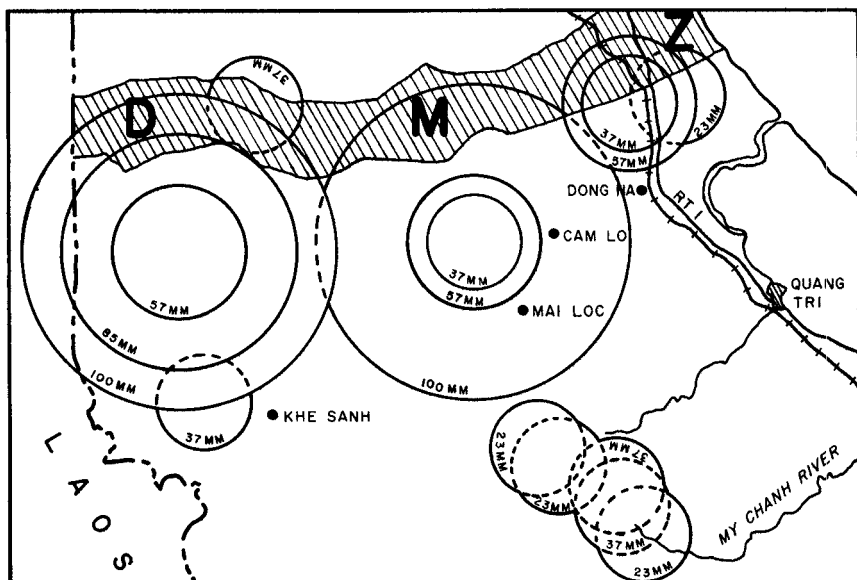 Z
37MM
D
M
37MM
57MM
23MM
DONG HA
RT 1
CAM LO
37MM
57MM
57MM
QUANG
TRI
MAI LOC
85MM
100MM
100MM
KHE SANH
37MM
23MM
37MM
23MM
MY CHANH RIVER
37MM
23MM
LAOS